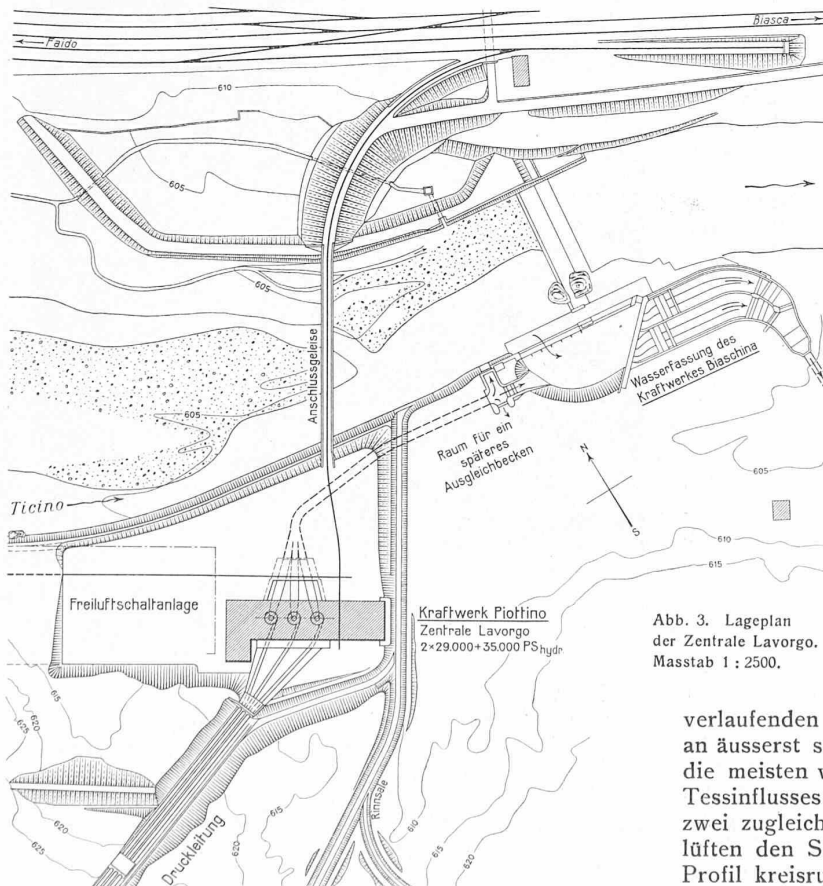 Faido
Biasca
610
605
605
605
Anschlussgeleise
Wasserfassung des
Kraftwerkes Biaschina
Raum für ein
späteres
Ausgleichbecken
N
S
605
Ticino
610
615
Freiluftschaltanlage
Kraftwerk Piottino
Zentrale Lavorgo
2×29.000+35.000 PS hydr.
Abb. 3. Lageplan
der Zentrale Lavorgo.
Masstab 1 : 2500.
615
620
625
620
625
Druckleitung
615
620
Rinnsale
610
615
620
verlaufenden
an äusserst s
die meisten v
Tessinflusses
zwei zugleich
lüften den S
Profil kreisru